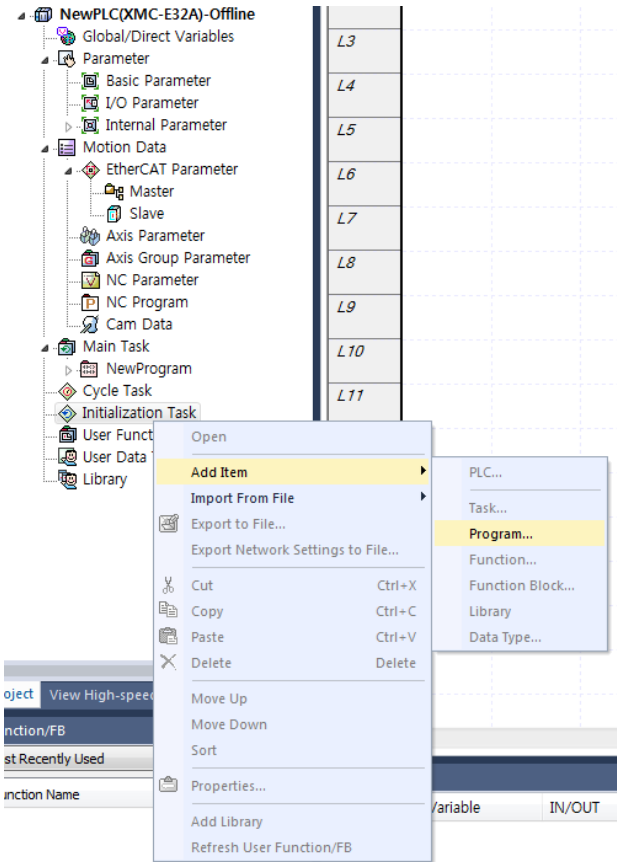 NewPLC(XMC-E32A)-Offline
Global/Direct Variables
Parameter
Basic Parameter
I/O Parameter
Internal Parameter
Motion Data
EtherCAT Parameter
Master
Slave
Axis Parameter
Axis Group Parameter
NC Parameter
NC Program
Cam Data
Main Task
NewProgram
Cycle Task
Initialization Task
User Funct
User Data
Library
L3
L4
L5
L6
L7
L8
L9
L10
L11
Open
Add Item
Import From File
Export to File...
Export Network Settings to File...
Cut Ctrl+X
Copy Ctrl+C
Paste Ctrl+V
Delete Delete
Move Up
Move Down
Sort
Properties...
Add Library
Refresh User Function/FB
PLC...
Task...
Program...
Function...
Function Block...
Library
Data Type...
oject View High-speed
nction/FB
st Recently Used
unction Name
Variable IN/OUT